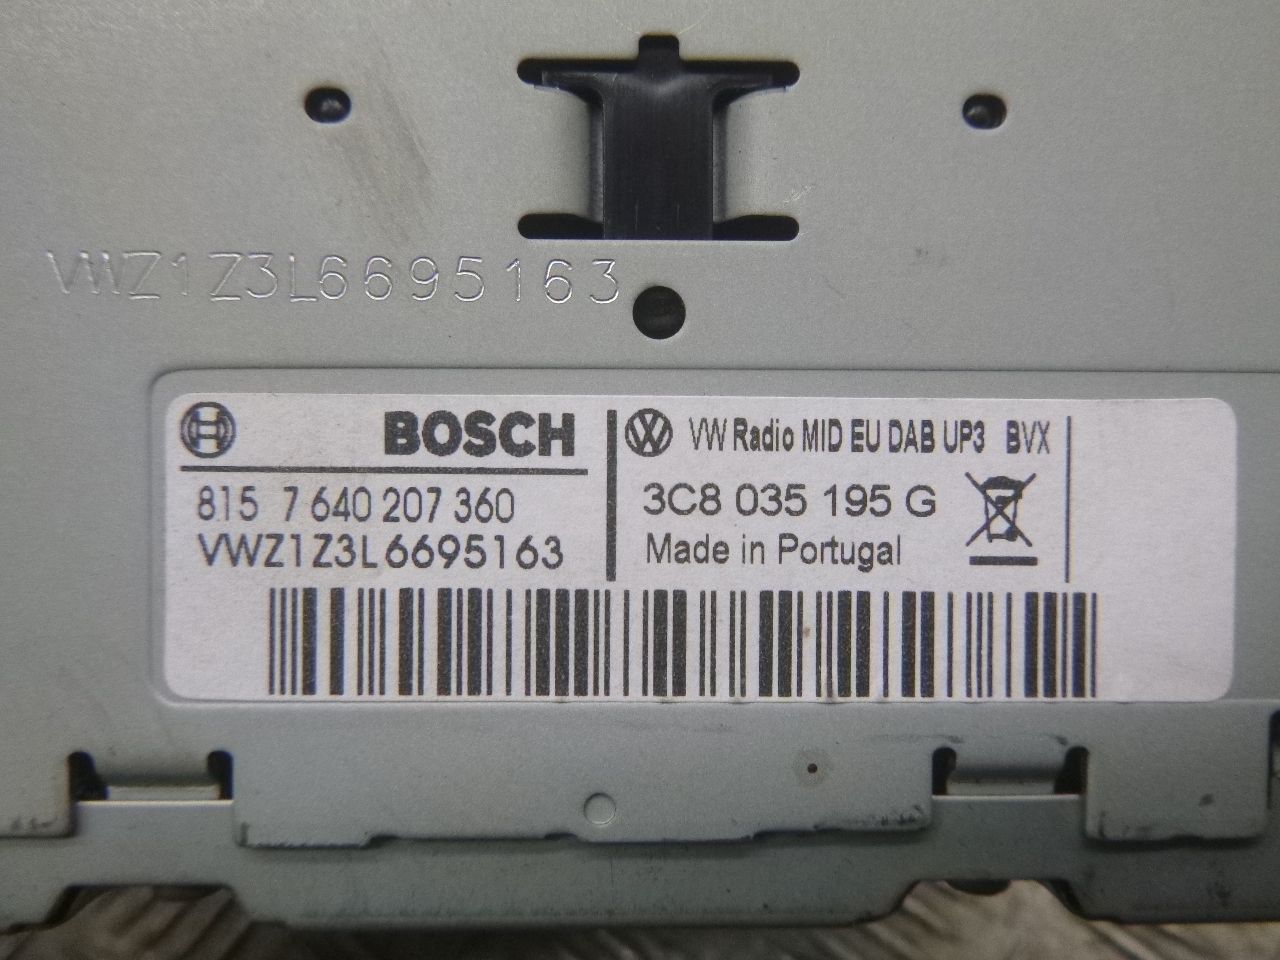 VWZ1Z3L6695163
BOSCH
815 7 640 207 360
VWZ1Z3L6695163
VW Radio MID EU DAB UP3 BVX
3C8 035 195 G
Made in Portugal